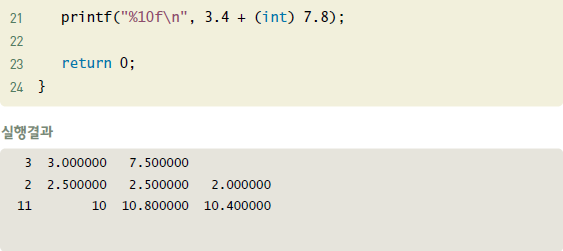 21 printf("%10f\n", 3.4 + (int) 7.8);
22
23 return 0;
24 }
실행결과
3 3.000000 7.500000
2 2.500000 2.500000 2.000000
11 10 10.800000 10.400000